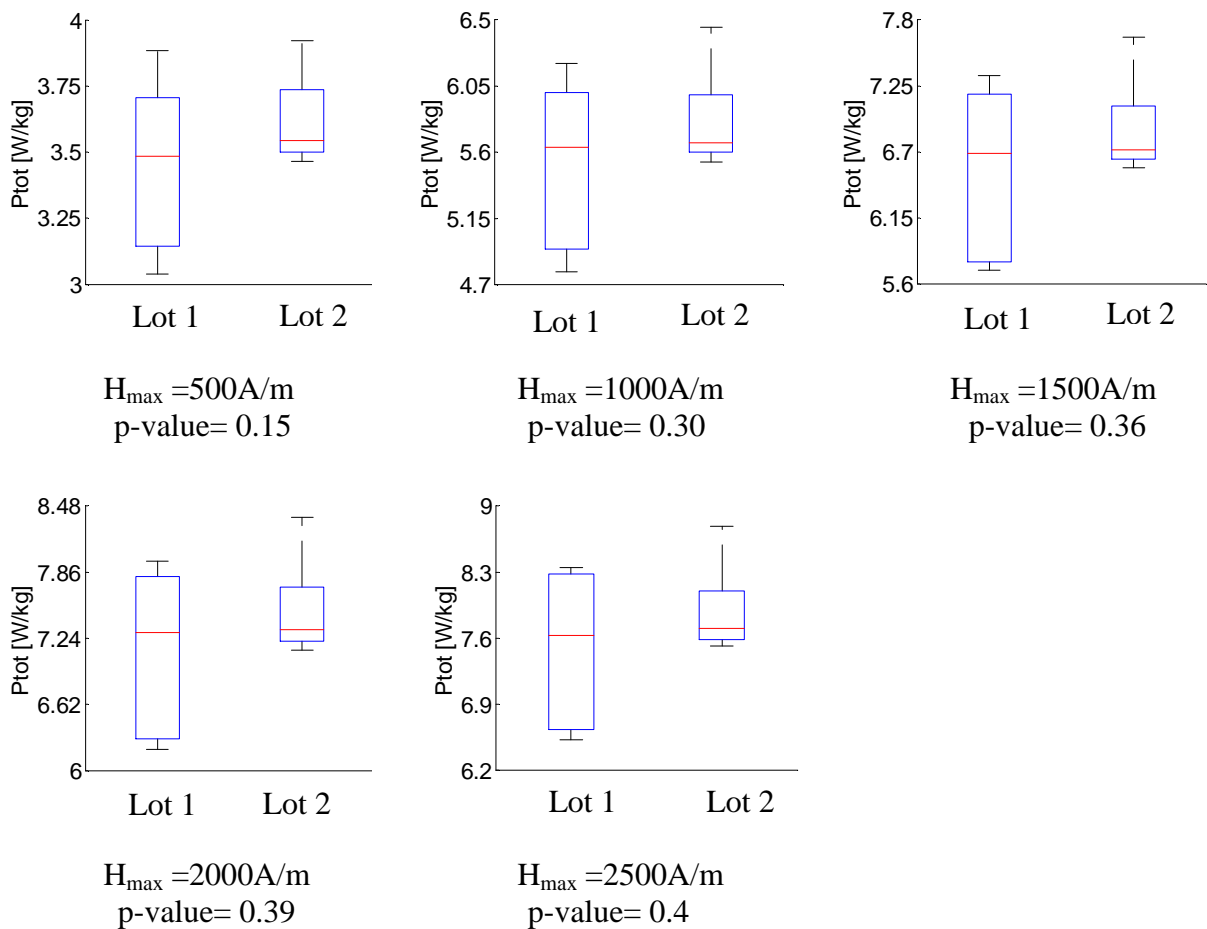 Ptot [W/kg]
4
3.75
3.5
3.25
3
Lot 1
Lot 2
H_max =500A/m
p-value= 0.15
Ptot [W/kg]
6.5
6.05
5.6
5.15
4.7
Lot 1
Lot 2
H_max =1000A/m
p-value= 0.30
Ptot [W/kg]
7.8
7.25
6.7
6.15
5.6
Lot 1
Lot 2
H_max =1500A/m
p-value= 0.36
Ptot [W/kg]
8.48
7.86
7.24
6.62
6
Lot 1
Lot 2
H_max =2000A/m
p-value= 0.39
Ptot [W/kg]
9
8.3
7.6
6.9
6.2
Lot 1
Lot 2
H_max =2500A/m
p-value= 0.4